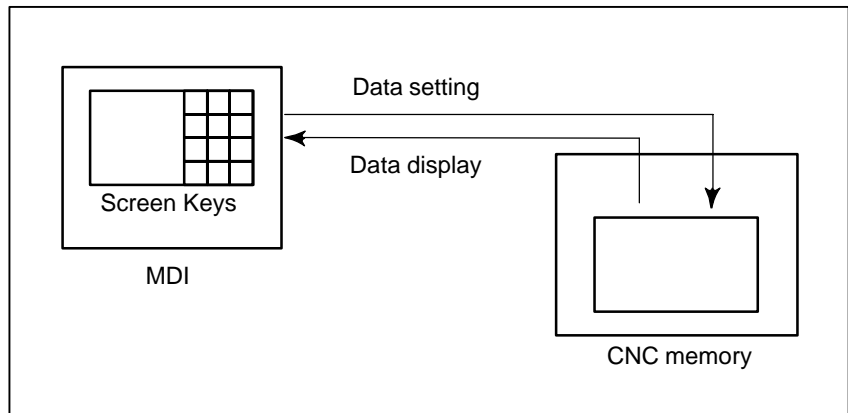 Data setting
Data display
Screen Keys
MDI
CNC memory